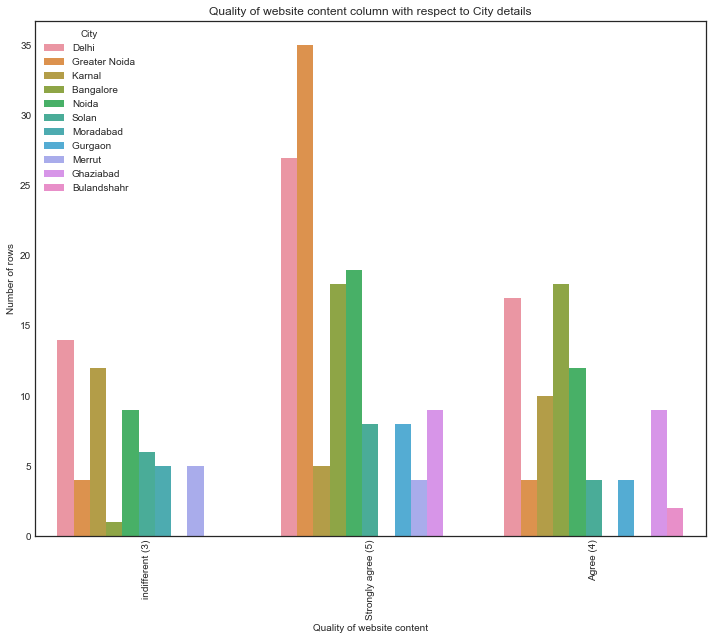 Quality of website content column with respect to City details
City
Delhi
Greater Noida
Karnal
Bangalore
Noida
Solan
Moradabad
Gurgaon
Merrut
Ghaziabad
Bulandshahr
35
30
25
20
15
10
5
0
Number of rows
indifferent (3)
Strongly agree (5)
Agree (4)
Quality of website content